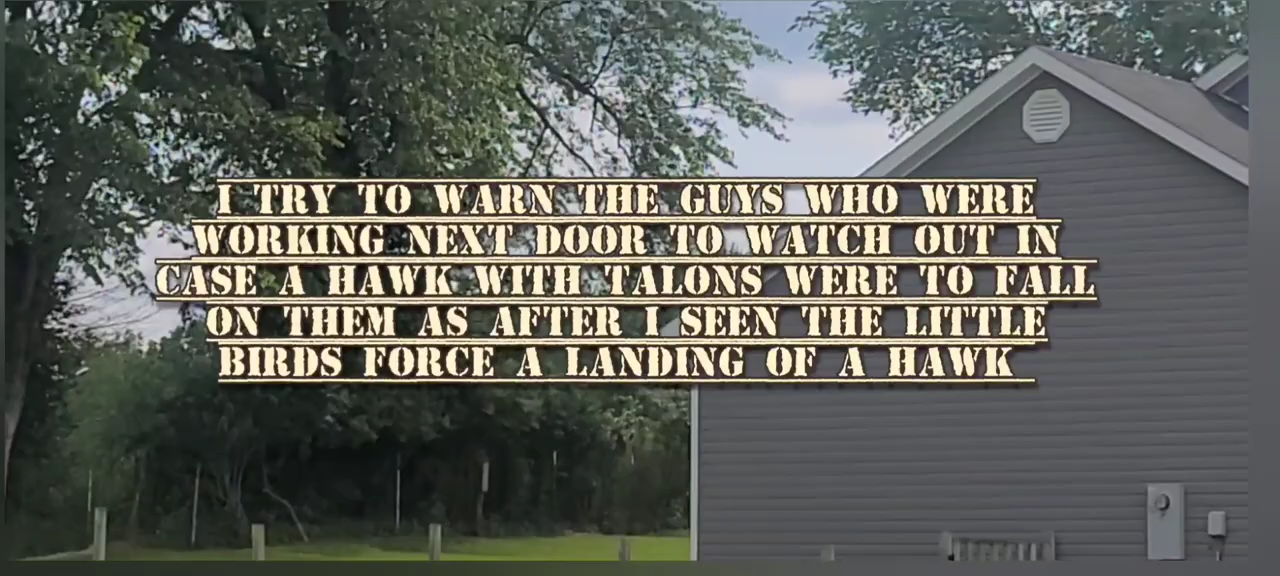 I TRY TO WARN THE GUYS WHO WERE
WORKING NEXT DOOR TO WATCH OUT IN
CASE A HAWK WITH TALONS WERE TO FALL
ON THEM AS AFTER I SEEN THE LITTLE
BIRDS FORCE A LANDING OF A HAWK